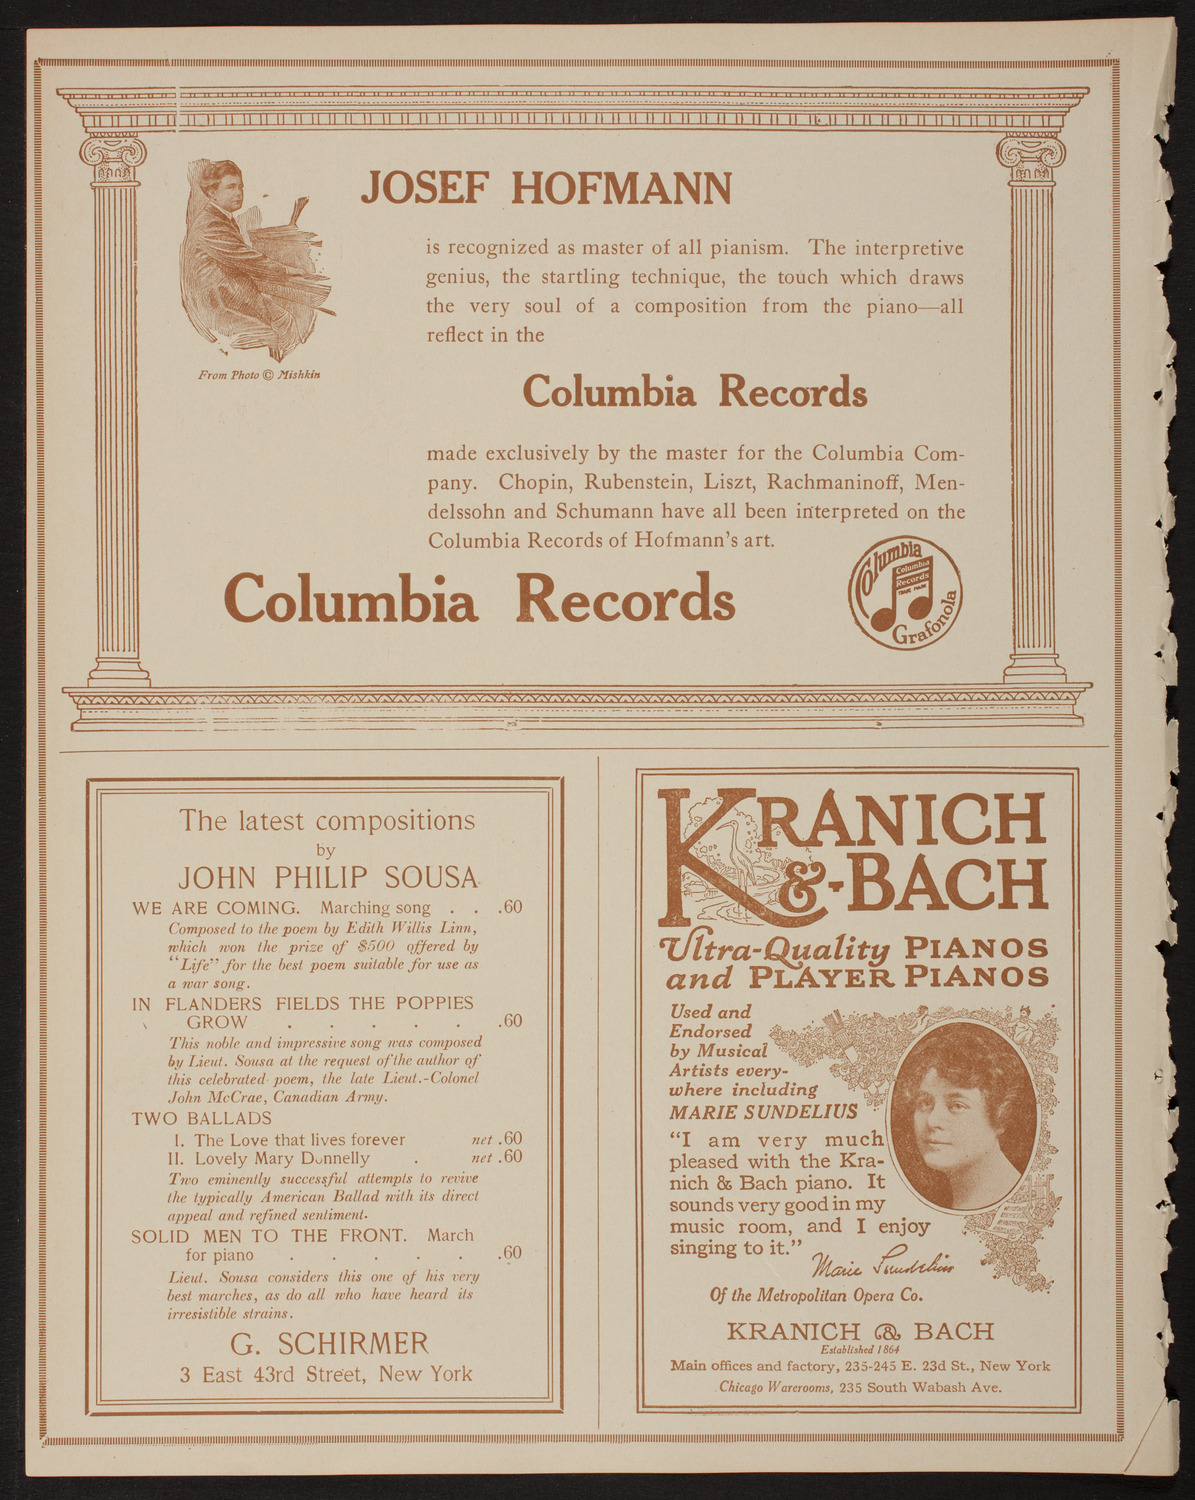 JOSEF HOFMANN
is recognized as master of all pianism. The interpretive
genius, the startling technique, the touch which draws
the very soul of a composition from the piano—all
reflect in the
From Photo © Mishkin
Columbia Records
made exclusively by the master for the Columbia Com-
pany. Chopin, Rubenstein, Liszt, Rachmaninoff, Men-
delssohn and Schumann have all been interpreted on the
Columbia Records of Hofmann's art.
Columbia Records
Columbia
Columbia
Records
TRADE MARK
Grafonola
The latest compositions
by
JOHN PHILIP SOUSA
WE ARE COMING. Marching song . . .60
Composed to the poem by Edith Willis Linn,
which won the prize of $500 offered by
"Life" for the best poem suitable for use as
a war song.
IN FLANDERS FIELDS THE POPPIES
GROW . . . . . .60
This noble and impressive song was composed
by Lieut. Sousa at the request of the author of
this celebrated poem, the late Lieut.-Colonel
John McCrae, Canadian Army.
TWO BALLADS
I. The Love that lives forever net .60
II. Lovely Mary Donnelly . net .60
Two eminently successful attempts to revive
the typically American Ballad with its direct
appeal and refined sentiment.
SOLID MEN TO THE FRONT. March
for piano . . . . . .60
Lieut. Sousa considers this one of his very
best marches, as do all who have heard its
irresistible strains.
G. SCHIRMER
3 East 43rd Street, New York
KRANICH
&-BACH
Ultra-Quality PIANOS
and PLAYER PIANOS
Used and
Endorsed
by Musical
Artists every-
where including
MARIE SUNDELIUS
"I am very much
pleased with the Kra-
nich & Bach piano. It
sounds very good in my
music room, and I enjoy
singing to it."
Marie Sundelius
Of the Metropolitan Opera Co.
KRANICH & BACH
Established 1864
Main offices and factory, 235-245 E. 23d St., New York
Chicago Warerooms, 235 South Wabash Ave.